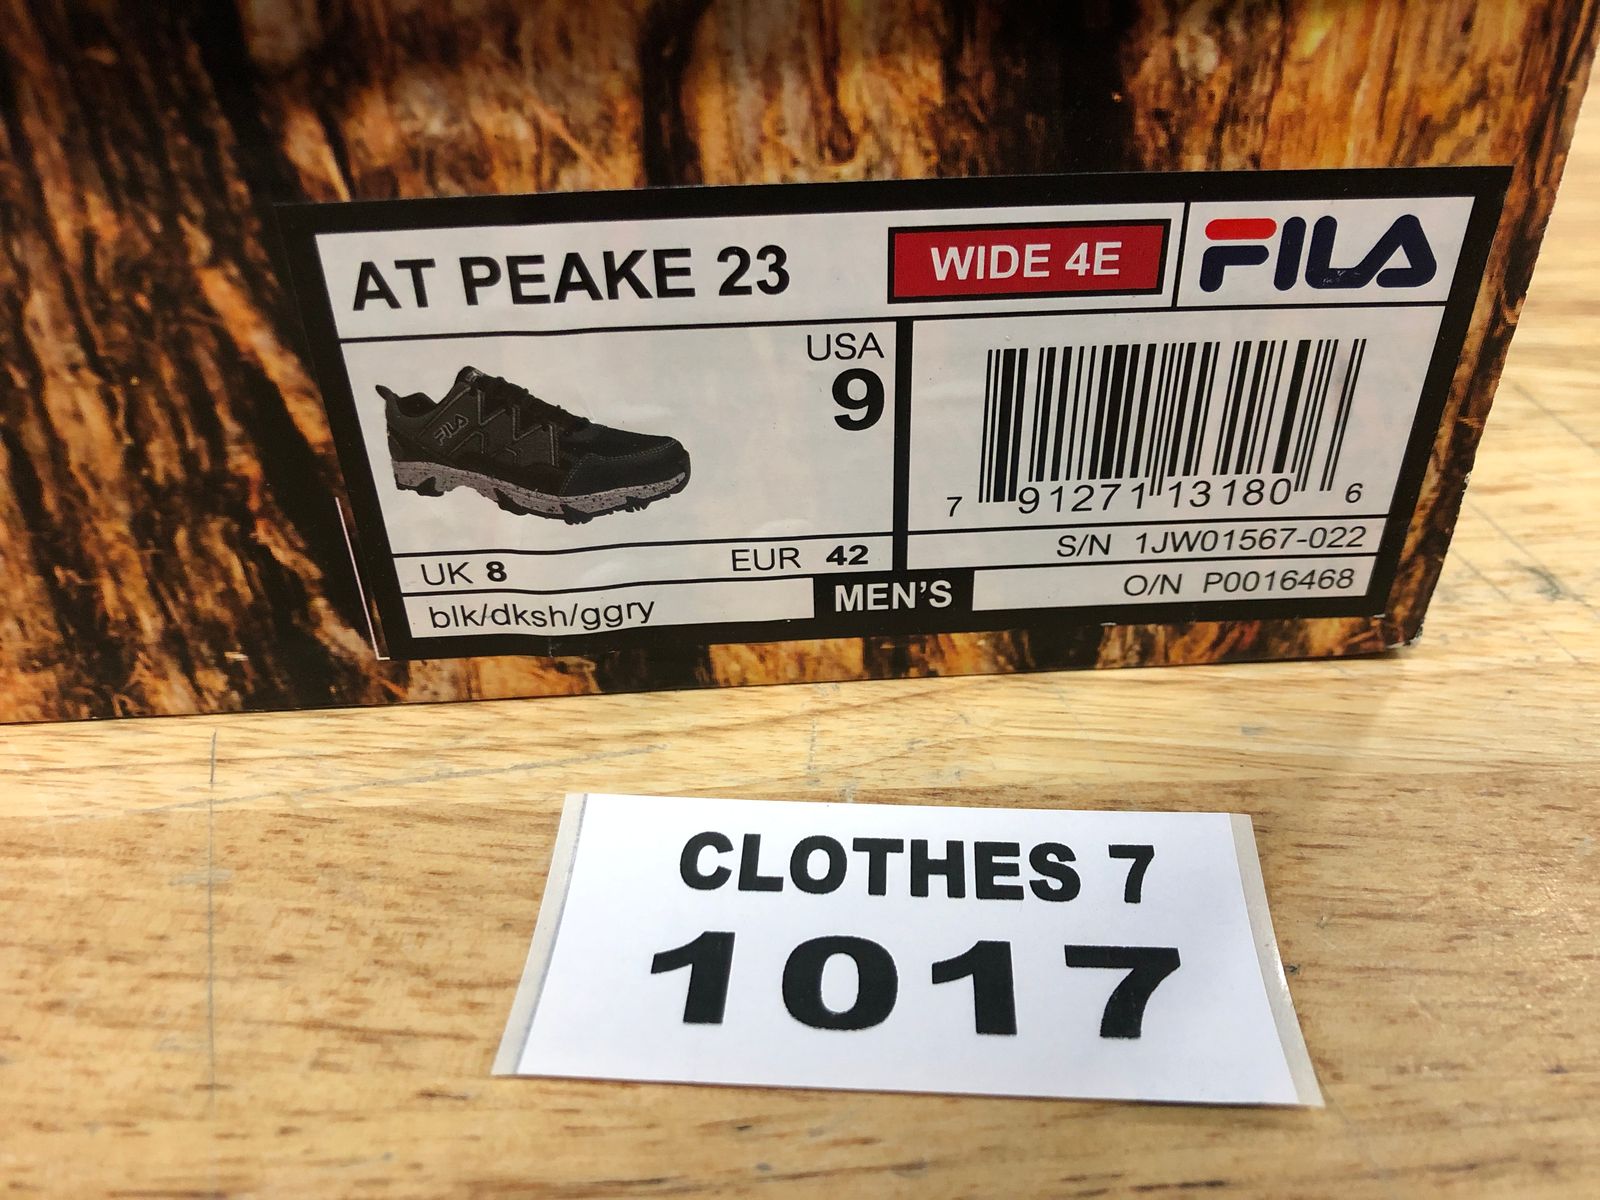 AT PEAKE 23
WIDE 4E
FILA
USA
9
FILA
UK 8
EUR 42
blk/dksh/ggry
MEN'S
7 91271 13180 6
S/N 1JW01567-022
O/N P0016468
CLOTHES 7
1017